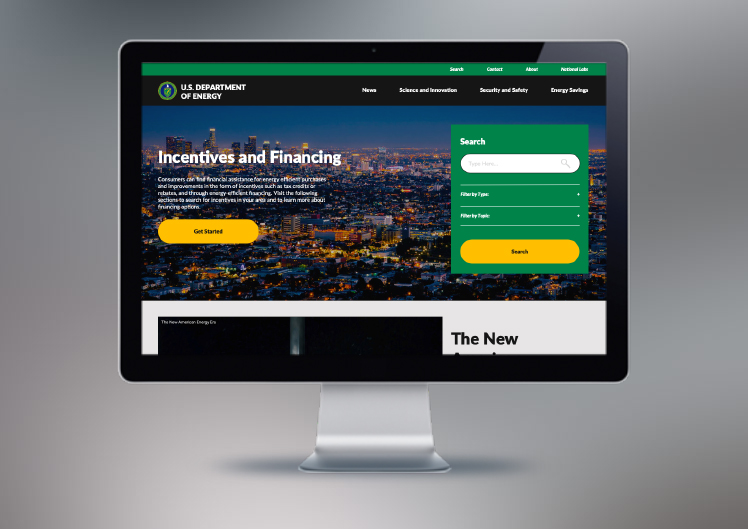 Search Contact About National Labs
U.S. DEPARTMENT
OF ENERGY
News Science and Innovation Security and Safety Energy Savings
Incentives and Financing
Consumers can find financial assistance for energy efficient purchases
and improvements in the form of incentives such as tax credits or
rebates, and through energy-efficient financing. Visit the following
sections to search for incentives in your area and to learn more about
financing options.
Get Started
Search
Type Here...
Filter by Type:
Filter by Topic:
Search
The New American Energy Era
The New